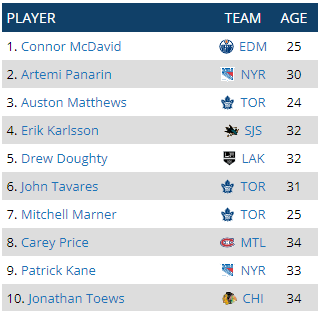 PLAYER TEAM AGE
1. Connor McDavid EDM 25
2. Artemi Panarin NYR 30
3. Auston Matthews TOR 24
4. Erik Karlsson SJS 32
5. Drew Doughty LAK 32
6. John Tavares TOR 31
7. Mitchell Marner TOR 25
8. Carey Price MTL 34
9. Patrick Kane NYR 33
10. Jonathan Toews CHI 34